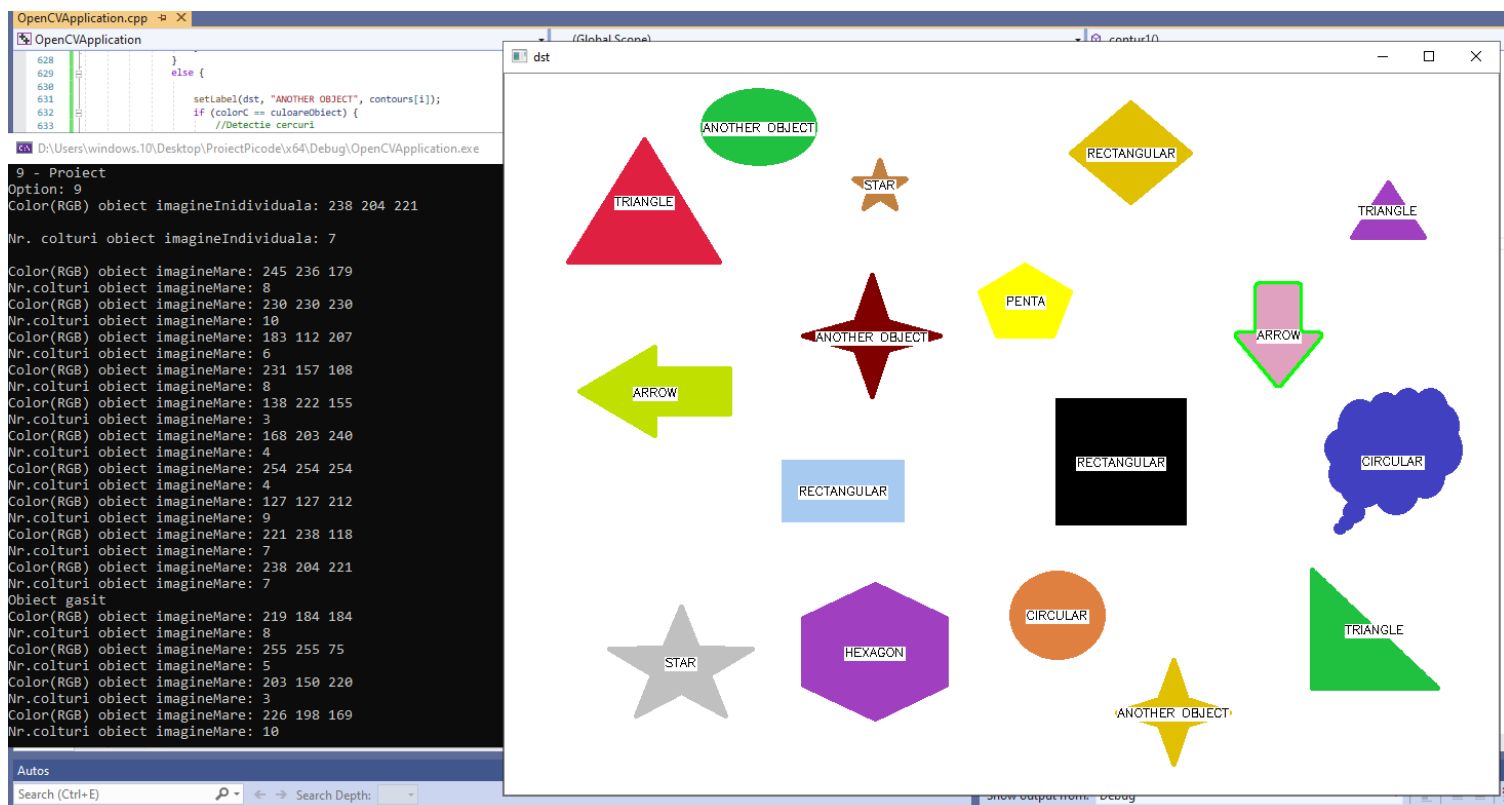 OpenCVApplication.cpp
OpenCVApplication
(Global Scope)
contur1()
628 }
629 else {
630
631 setLabel(dst, "ANOTHER OBJECT", contours[i]);
632 if (colorC == culoareObiect) {
633 //Detectie cercuri
D:\Users\windows.10\Desktop\ProiectPicode\x64\Debug\OpenCVApplication.exe
9 - Proiect
Option: 9
Color(RGB) obiect imagineInidividuala: 238 204 221
Nr. colturi obiect imagineIndividuala: 7
Color(RGB) obiect imagineMare: 245 236 179
Nr.colturi obiect imagineMare: 8
Color(RGB) obiect imagineMare: 230 230 230
Nr.colturi obiect imagineMare: 10
Color(RGB) obiect imagineMare: 183 112 207
Nr.colturi obiect imagineMare: 6
Color(RGB) obiect imagineMare: 231 157 108
Nr.colturi obiect imagineMare: 8
Color(RGB) obiect imagineMare: 138 222 155
Nr.colturi obiect imagineMare: 3
Color(RGB) obiect imagineMare: 168 203 240
Nr.colturi obiect imagineMare: 4
Color(RGB) obiect imagineMare: 254 254 254
Nr.colturi obiect imagineMare: 4
Color(RGB) obiect imagineMare: 127 127 212
Nr.colturi obiect imagineMare: 9
Color(RGB) obiect imagineMare: 221 238 118
Nr.colturi obiect imagineMare: 7
Color(RGB) obiect imagineMare: 238 204 221
Nr.colturi obiect imagineMare: 7
Obiect gasit
Color(RGB) obiect imagineMare: 219 184 184
Nr.colturi obiect imagineMare: 8
Color(RGB) obiect imagineMare: 255 255 75
Nr.colturi obiect imagineMare: 5
Color(RGB) obiect imagineMare: 203 150 220
Nr.colturi obiect imagineMare: 3
Color(RGB) obiect imagineMare: 226 198 169
Nr.colturi obiect imagineMare: 10
dst
ANOTHER OBJECT
RECTANGULAR
STAR
TRIANGLE
TRIANGLE
PENTA
ANOTHER OBJECT
ARROW
ARROW
RECTANGULAR
CIRCULAR
RECTANGULAR
CIRCULAR
TRIANGLE
HEXAGON
STAR
ANOTHER OBJECT
Autos
Search (Ctrl+E)
Search Depth:
Show output from: Debug